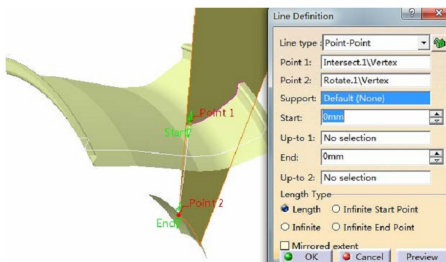 Line Definition
Line type : Point-Point
Point 1: Intersect.1\Vertex
Point 2: Rotate.1\Vertex
Support: Default (None)
Start: 0mm
Up-to 1: No selection
End: 0mm
Up-to 2: No selection
Length Type
Length Infinite Start Point
Infinite Infinite End Point
Mirrored extent
OK Cancel Preview
Point 1
Start
Point 2
End